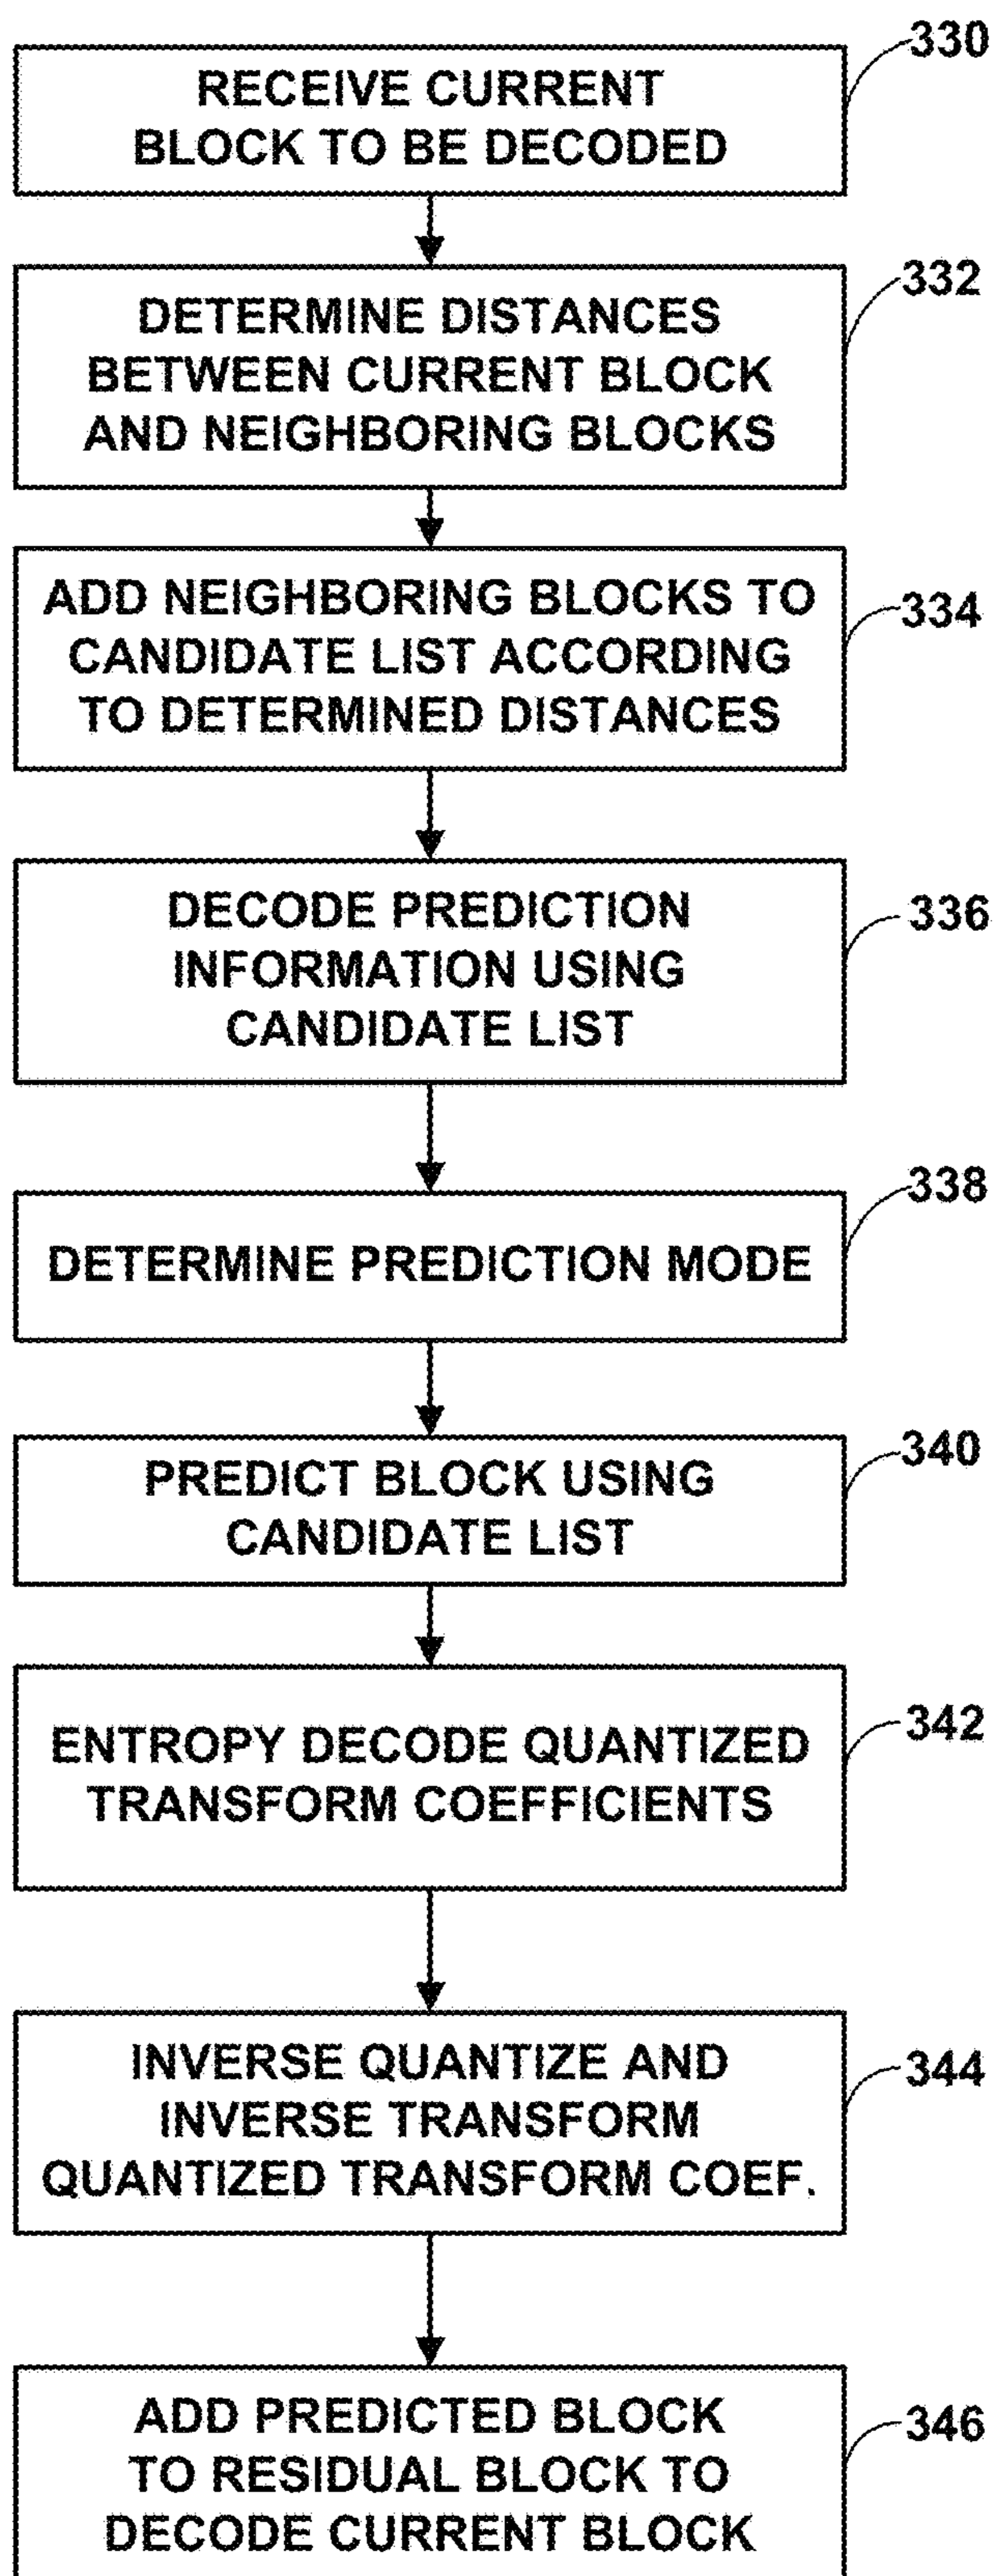 330
RECEIVE CURRENT
BLOCK TO BE DECODED
332
DETERMINE DISTANCES
BETWEEN CURRENT BLOCK
AND NEIGHBORING BLOCKS
334
ADD NEIGHBORING BLOCKS TO
CANDIDATE LIST ACCORDING
TO DETERMINED DISTANCES
336
DECODE PREDICTION
INFORMATION USING
CANDIDATE LIST
338
DETERMINE PREDICTION MODE
340
PREDICT BLOCK USING
CANDIDATE LIST
342
ENTROPY DECODE QUANTIZED
TRANSFORM COEFFICIENTS
344
INVERSE QUANTIZE AND
INVERSE TRANSFORM
QUANTIZED TRANSFORM COEF.
346
ADD PREDICTED BLOCK
TO RESIDUAL BLOCK TO
DECODE CURRENT BLOCK